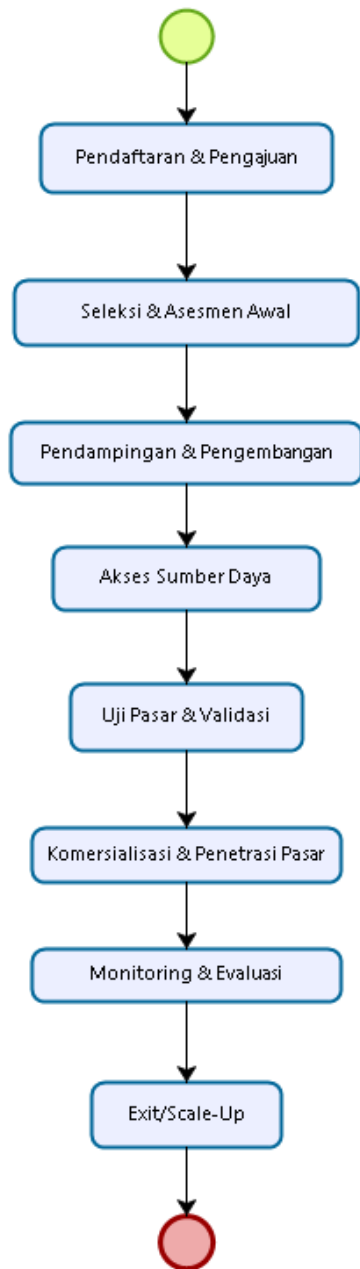 Pendaftaran & Pengajuan
Seleksi & Asesmen Awal
Pendampingan & Pengembangan
Akses Sumber Daya
Uji Pasar & Validasi
Komersialisasi & Penetrasi Pasar
Monitoring & Evaluasi
Exit/Scale-Up